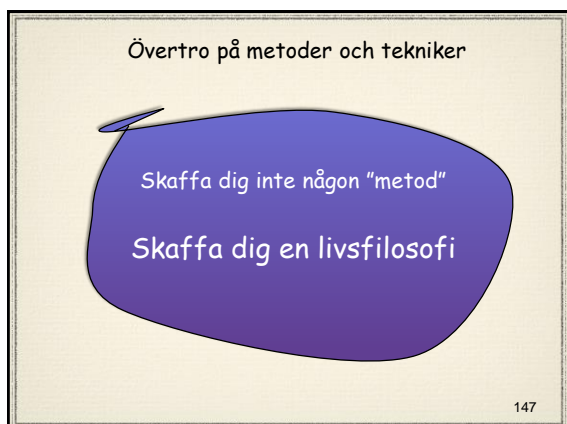 Övertro på metoder och tekniker
Skaffa dig inte någon ”metod”
Skaffa dig en livsfilosofi
147